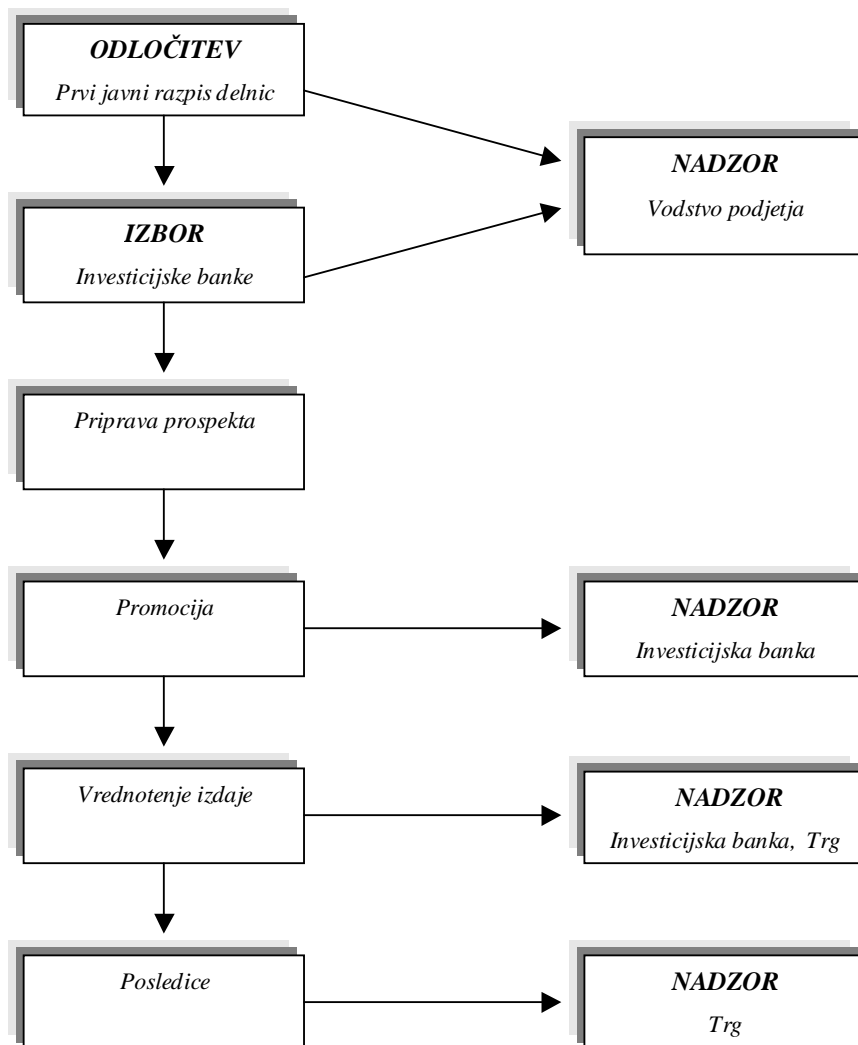 ODLOČITEV
Prvi javni razpis delnic
NADZOR
Vodstvo podjetja
IZBOR
Investicijske banke
Priprava prospekta
Promocija
NADZOR
Investicijska banka
Vrednotenje izdaje
NADZOR
Investicijska banka, Trg
Posledice
NADZOR
Trg